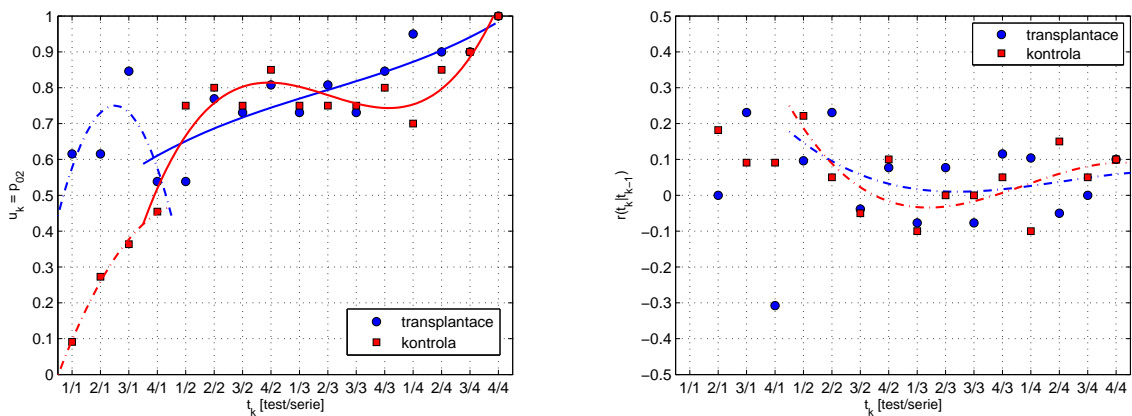 1
0.9
0.8
0.7
0.6
0.5
0.4
0.3
0.2
0.1
0
u_k = p_02
1/1 2/1 3/1 4/1 1/2 2/2 3/2 4/2 1/3 2/3 3/3 4/3 1/4 2/4 3/4 4/4
t_k [test/serie]
transplantace
kontrola
0.5
0.4
0.3
0.2
0.1
0
−0.1
−0.2
−0.3
−0.4
−0.5
r(t_k|t_k−1)
1/1 2/1 3/1 4/1 1/2 2/2 3/2 4/2 1/3 2/3 3/3 4/3 1/4 2/4 3/4 4/4
t_k [test/serie]
transplantace
kontrola